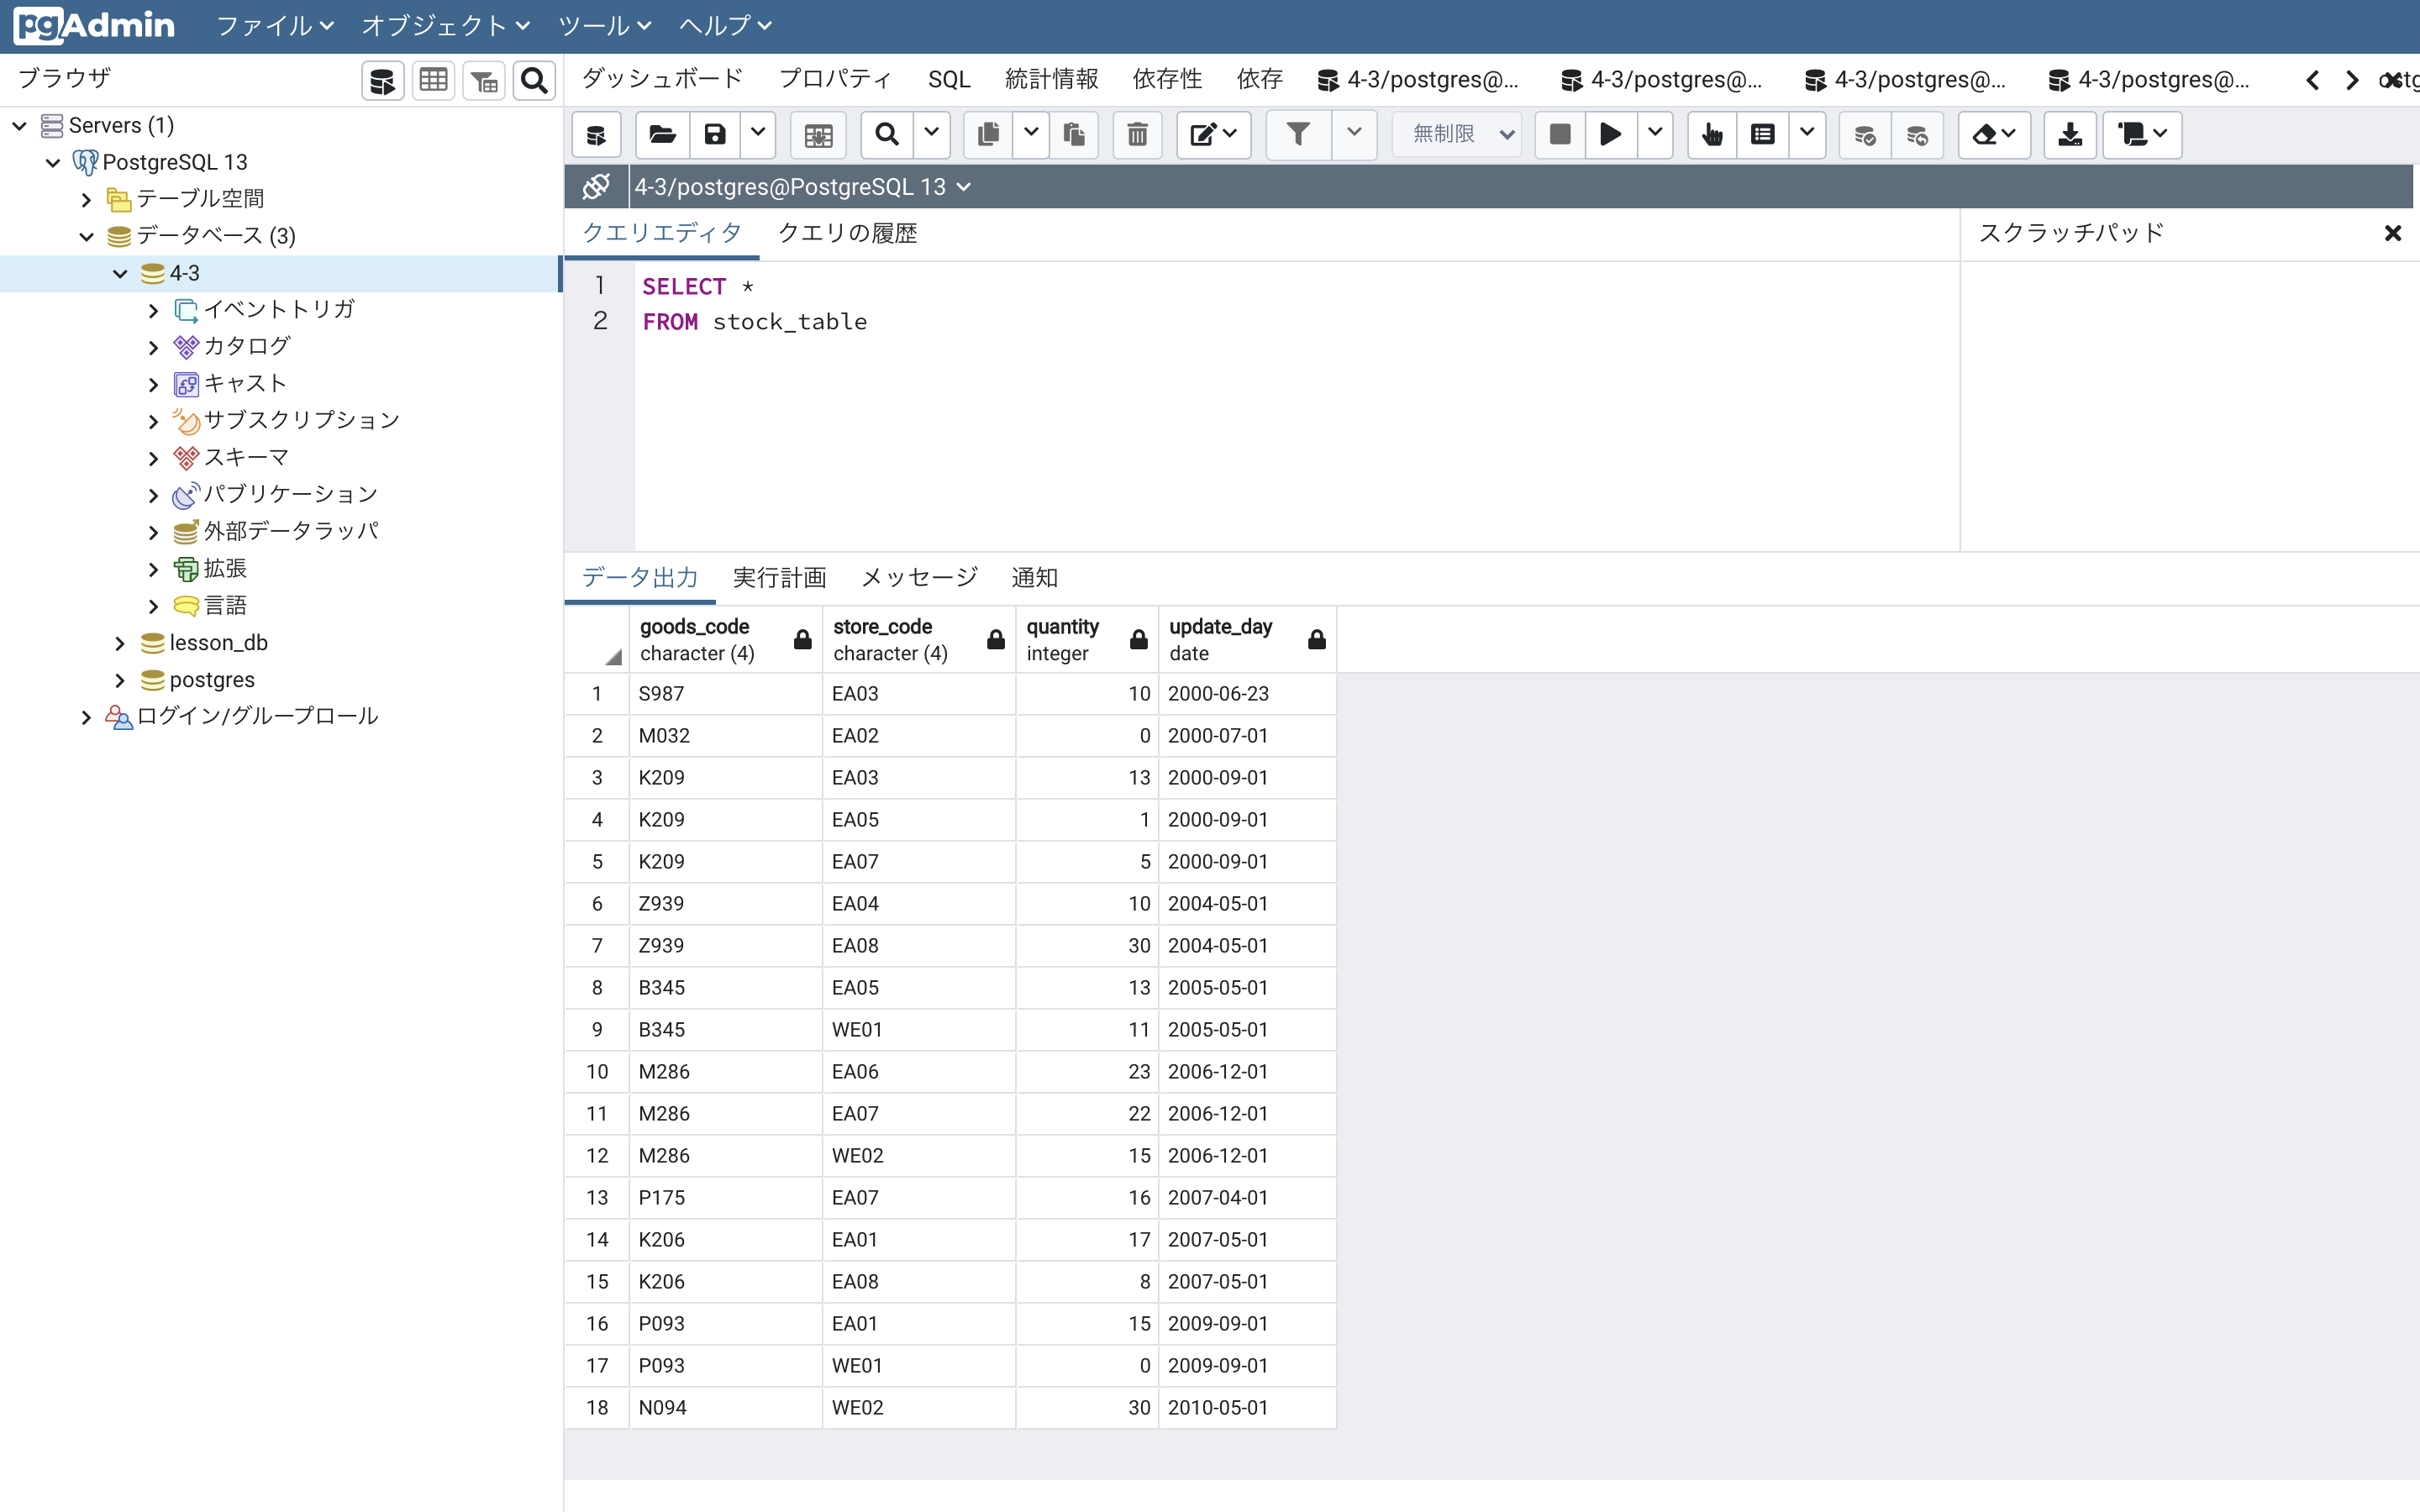 pgAdmin ファイル オブジェクト ツール ヘルプ
ブラウザ
Servers (1)
PostgreSQL 13
テーブル空間
データベース (3)
4-3
イベントトリガ
カタログ
キャスト
サブスクリプション
スキーマ
パブリケーション
外部データラッパ
拡張
言語
lesson_db
postgres
ログイン/グループロール
ダッシュボード プロパティ SQL 統計情報 依存性 依存 4-3/postgres@... 4-3/postgres@... 4-3/postgres@... 4-3/postgres@...
無制限
4-3/postgres@PostgreSQL 13
クエリエディタ クエリの履歴
スクラッチパッド
1 SELECT *
2 FROM stock_table
データ出力 実行計画 メッセージ 通知
goods_code store_code quantity update_day
character (4) character (4) integer date
1 S987 EA03 10 2000-06-23
2 M032 EA02 0 2000-07-01
3 K209 EA03 13 2000-09-01
4 K209 EA05 1 2000-09-01
5 K209 EA07 5 2000-09-01
6 Z939 EA04 10 2004-05-01
7 Z939 EA08 30 2004-05-01
8 B345 EA05 13 2005-05-01
9 B345 WE01 11 2005-05-01
10 M286 EA06 23 2006-12-01
11 M286 EA07 22 2006-12-01
12 M286 WE02 15 2006-12-01
13 P175 EA07 16 2007-04-01
14 K206 EA01 17 2007-05-01
15 K206 EA08 8 2007-05-01
16 P093 EA01 15 2009-09-01
17 P093 WE01 0 2009-09-01
18 N094 WE02 30 2010-05-01